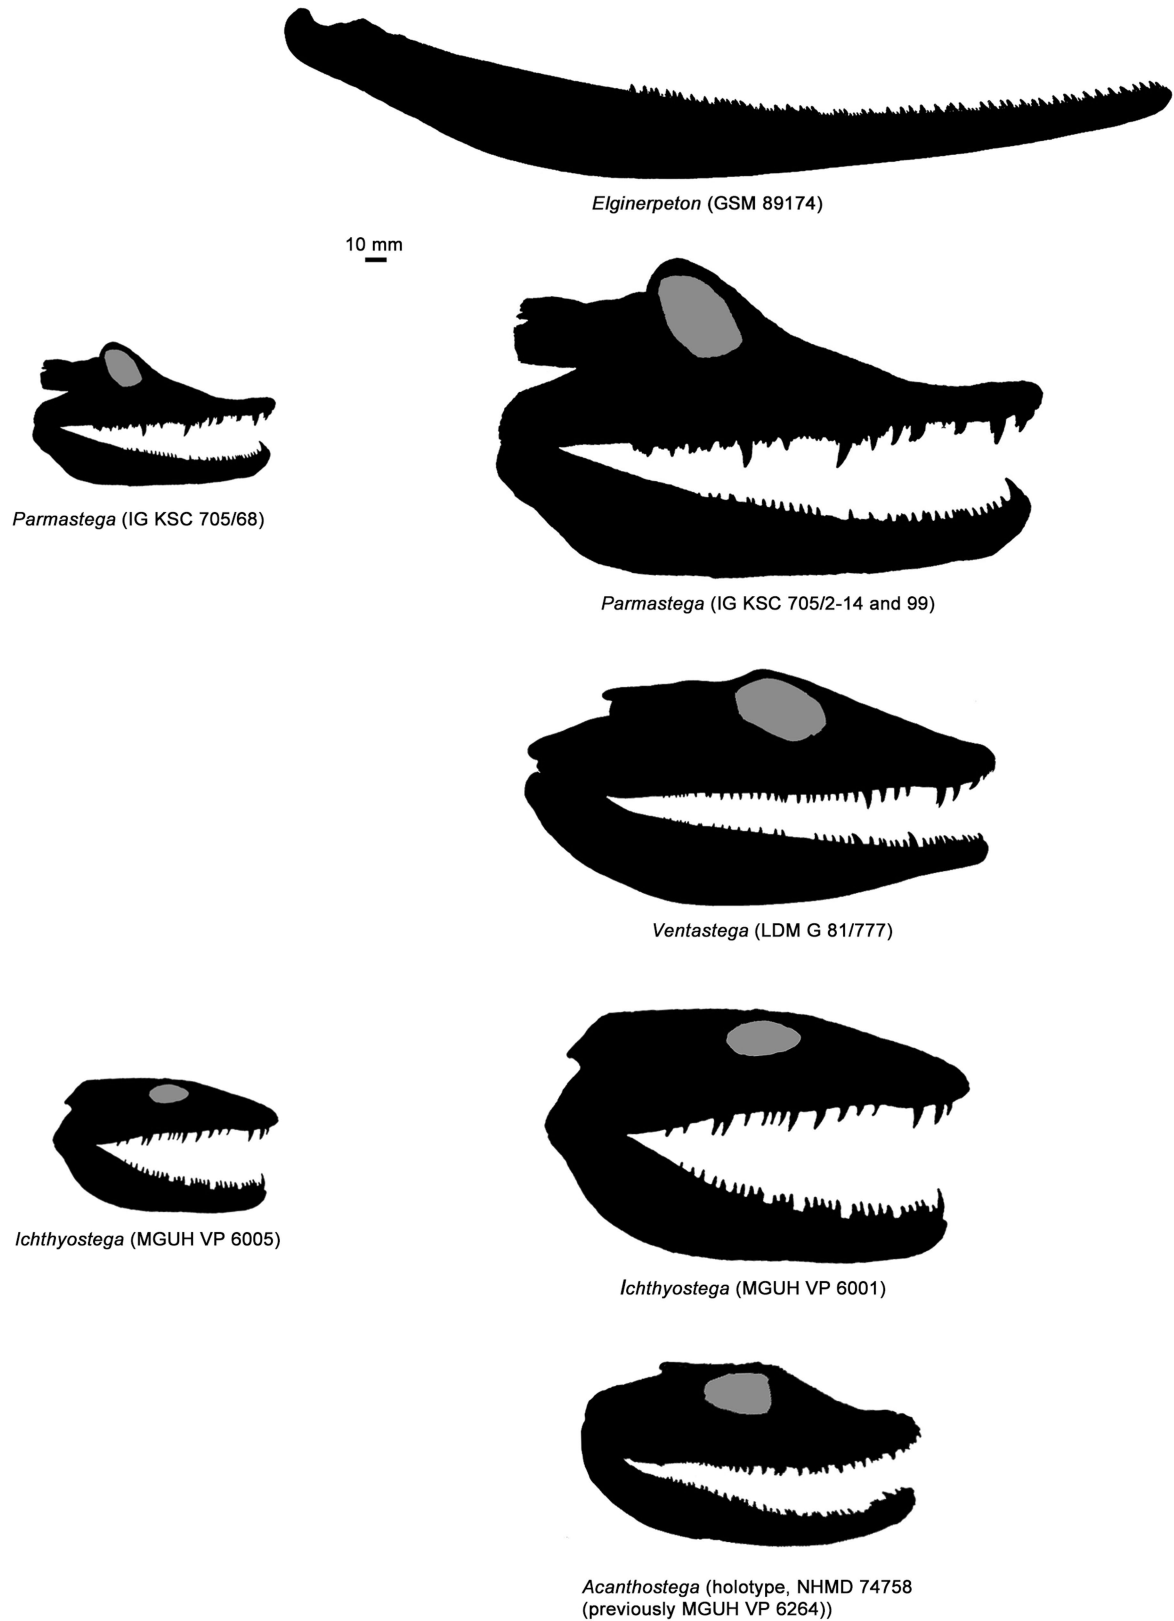 Elginerpeton (GSM 89174)
10 mm
Parmastega (IG KSC 705/68)
Parmastega (IG KSC 705/2-14 and 99)
Ventastega (LDM G 81/777)
Ichthyostega (MGUH VP 6005)
Ichthyostega (MGUH VP 6001)
Acanthostega (holotype, NHMD 74758
(previously MGUH VP 6264))